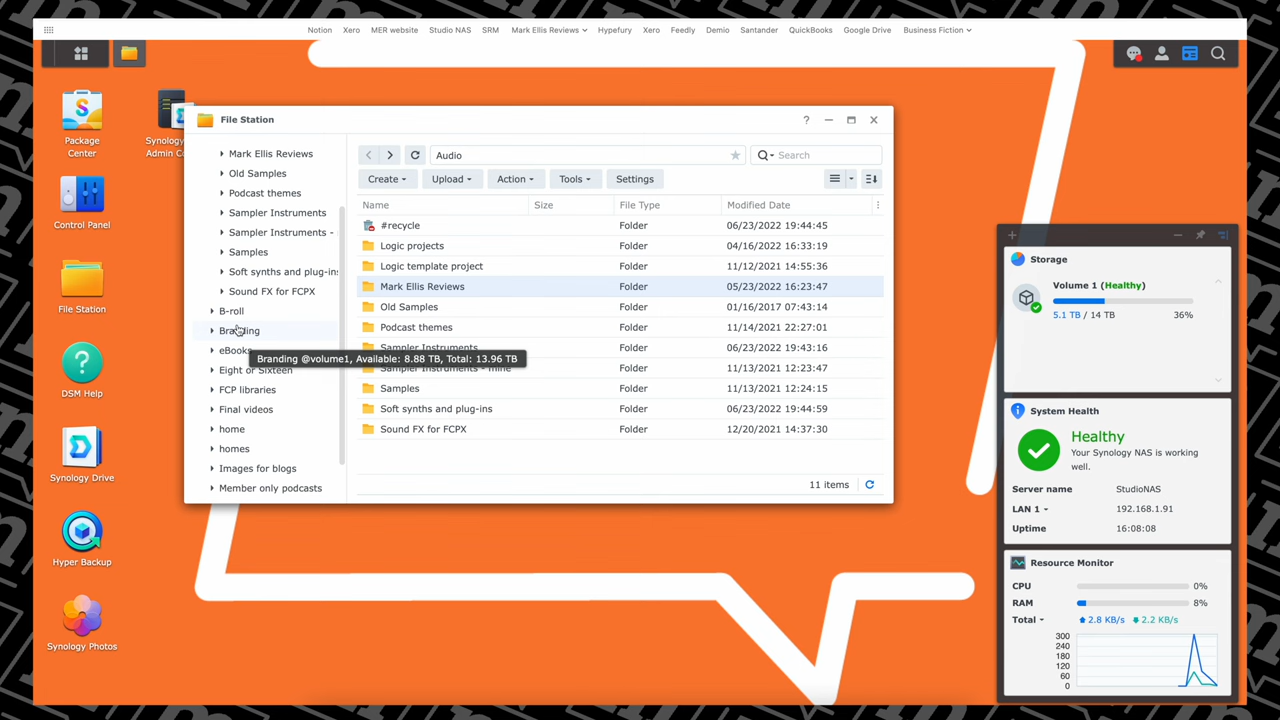 Notion Xero MER website Studio NAS SRM Mark Ellis Reviews Hypefury Xero Feedly Demio Santander QuickBooks Google Drive Business Fiction
Package
Center
Control Panel
File Station
DSM Help
Synology Drive
Hyper Backup
Synology Photos
Synology
Admin Co
File Station
Mark Ellis Reviews
Old Samples
Podcast themes
Sampler Instruments
Sampler Instruments -
Samples
Soft synths and plug-ins
Sound FX for FCPX
B-roll
Branding
eBooks
Eight or Sixteen
FCP libraries
Final videos
home
homes
Images for blogs
Member only podcasts
Branding @volume1, Available: 8.88 TB, Total: 13.96 TB
Audio
Search
Create Upload Action Tools Settings
Name Size File Type Modified Date
#recycle Folder 06/23/2022 19:44:45
Logic projects Folder 04/16/2022 16:33:19
Logic template project Folder 11/12/2021 14:55:36
Mark Ellis Reviews Folder 05/23/2022 16:23:47
Old Samples Folder 01/16/2017 07:43:14
Podcast themes Folder 11/14/2021 22:27:01
Sampler Instruments Folder 06/23/2022 19:43:16
Sampler Instruments - mine Folder 11/13/2021 12:23:47
Samples Folder 11/13/2021 12:24:15
Soft synths and plug-ins Folder 06/23/2022 19:44:59
Sound FX for FCPX Folder 12/20/2021 14:37:30
11 items
Storage
Volume 1 (Healthy)
5.1 TB / 14 TB 36%
System Health
Healthy
Your Synology NAS is working
well.
Server name StudioNAS
LAN 1 192.168.1.91
Uptime 16:08:08
Resource Monitor
CPU 0%
RAM 8%
Total 2.8 KB/s 2.2 KB/s
300
240
180
120
60
0